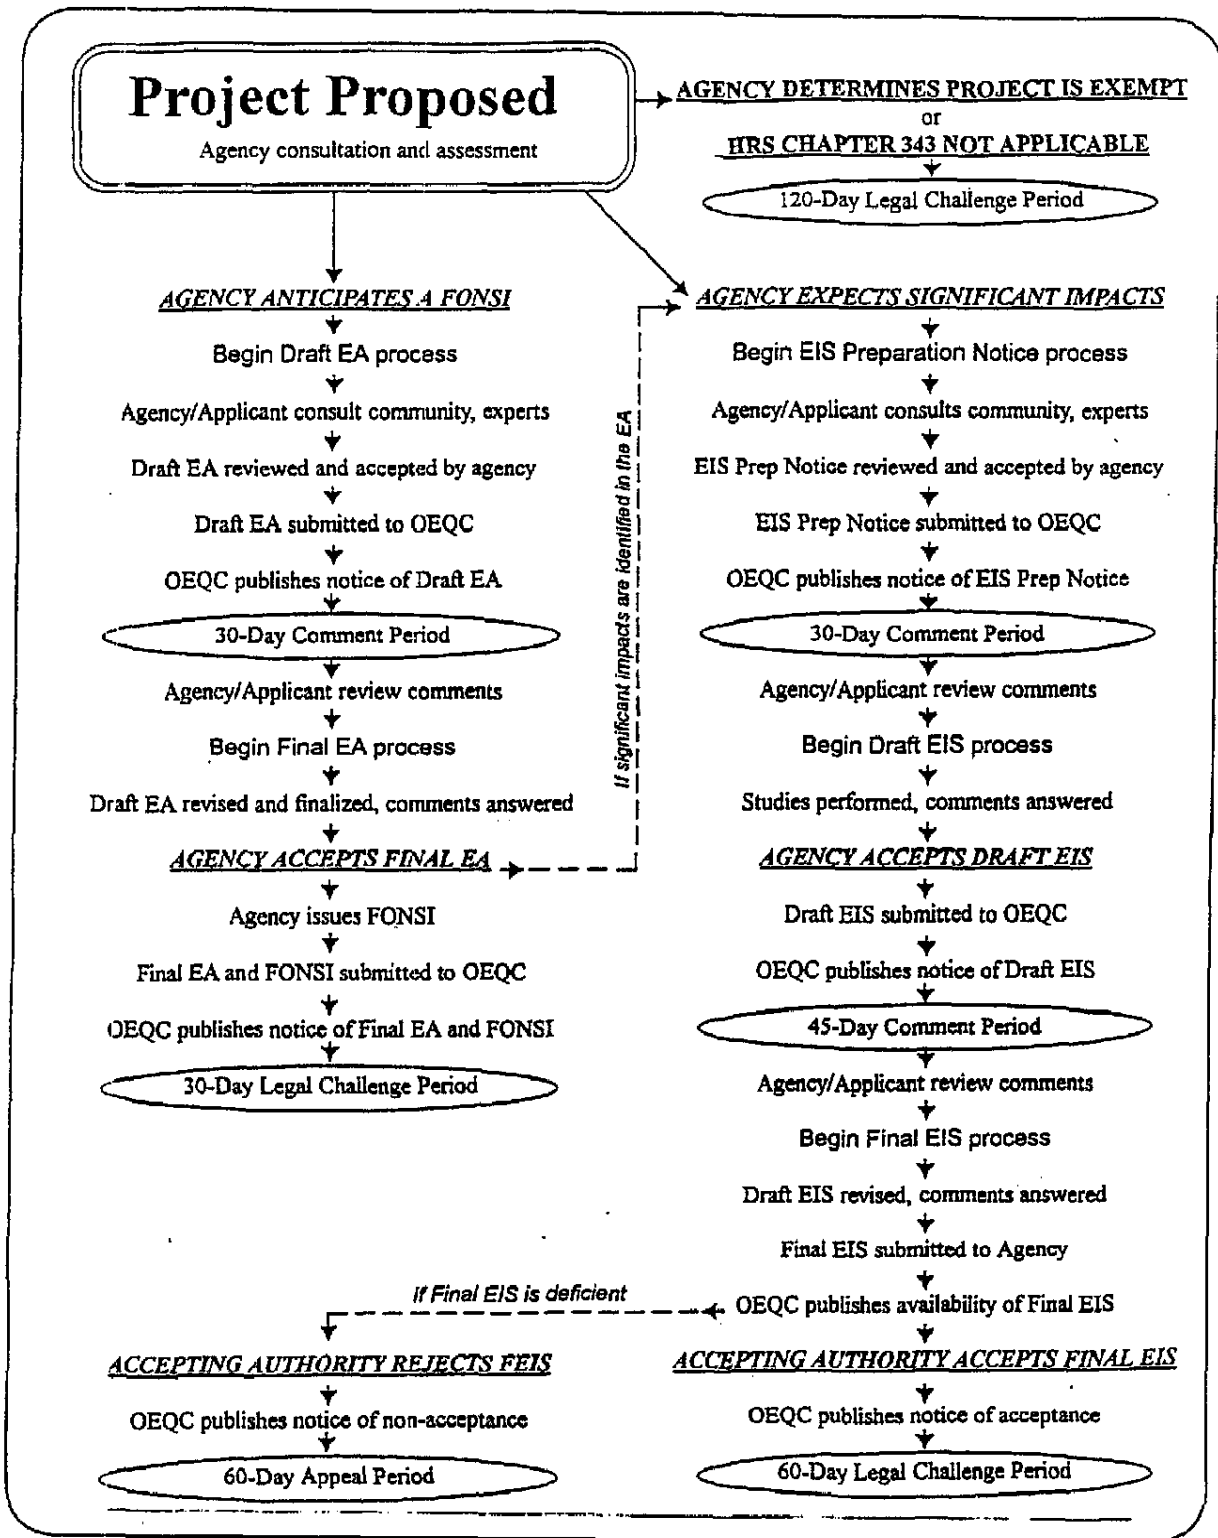 Project Proposed
Agency consultation and assessment
AGENCY DETERMINES PROJECT IS EXEMPT
or
HRS CHAPTER 343 NOT APPLICABLE
120-Day Legal Challenge Period
AGENCY ANTICIPATES A FONSI
Begin Draft EA process
Agency/Applicant consult community, experts
Draft EA reviewed and accepted by agency
Draft EA submitted to OEQC
OEQC publishes notice of Draft EA
30-Day Comment Period
Agency/Applicant review comments
Begin Final EA process
Draft EA revised and finalized, comments answered
AGENCY ACCEPTS FINAL EA
Agency issues FONSI
Final EA and FONSI submitted to OEQC
OEQC publishes notice of Final EA and FONSI
30-Day Legal Challenge Period
If significant impacts are identified in the EA
AGENCY EXPECTS SIGNIFICANT IMPACTS
Begin EIS Preparation Notice process
Agency/Applicant consults community, experts
EIS Prep Notice reviewed and accepted by agency
EIS Prep Notice submitted to OEQC
OEQC publishes notice of EIS Prep Notice
30-Day Comment Period
Agency/Applicant review comments
Begin Draft EIS process
Studies performed, comments answered
AGENCY ACCEPTS DRAFT EIS
Draft EIS submitted to OEQC
OEQC publishes notice of Draft EIS
45-Day Comment Period
Agency/Applicant review comments
Begin Final EIS process
Draft EIS revised, comments answered
Final EIS submitted to Agency
OEQC publishes availability of Final EIS
If Final EIS is deficient
ACCEPTING AUTHORITY REJECTS FEIS
OEQC publishes notice of non-acceptance
60-Day Appeal Period
ACCEPTING AUTHORITY ACCEPTS FINAL EIS
OEQC publishes notice of acceptance
60-Day Legal Challenge Period